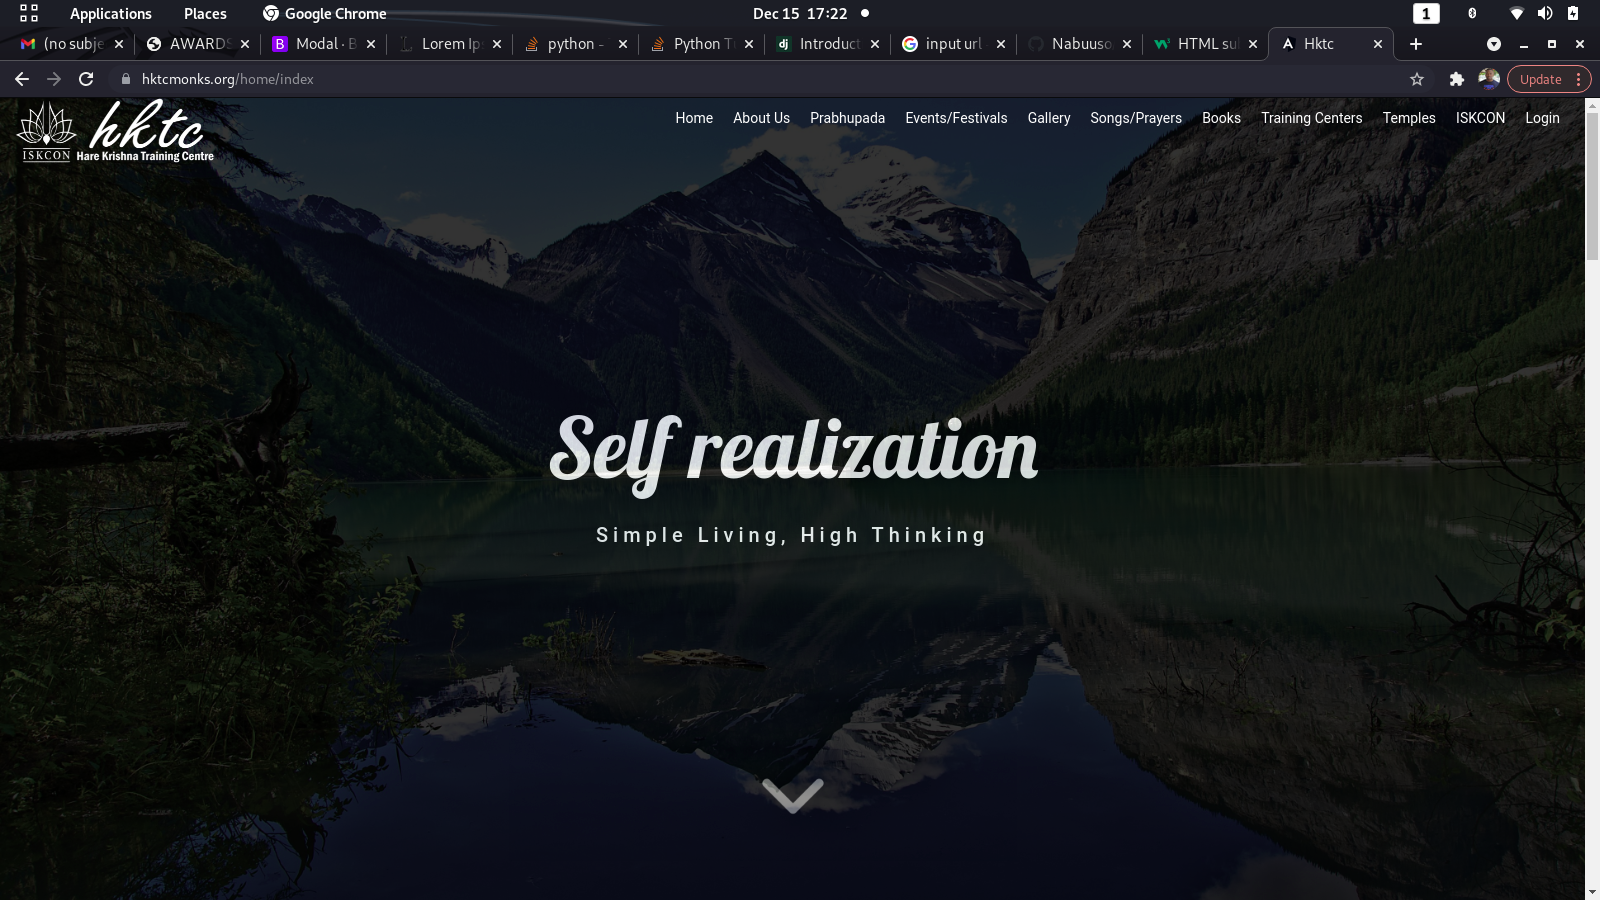 Applications Places Google Chrome Dec 15 17:22 1
(no subje AWARDS Modal · B Lorem Ip python - Python T Introduct input url Nabuuso HTML su Hktc
hktcmonks.org/home/index Update
ISKCON hktc Hare Krishna Training Centre
Home About Us Prabhupada Events/Festivals Gallery Songs/Prayers Books Training Centers Temples ISKCON Login
Self realization
Simple Living, High Thinking